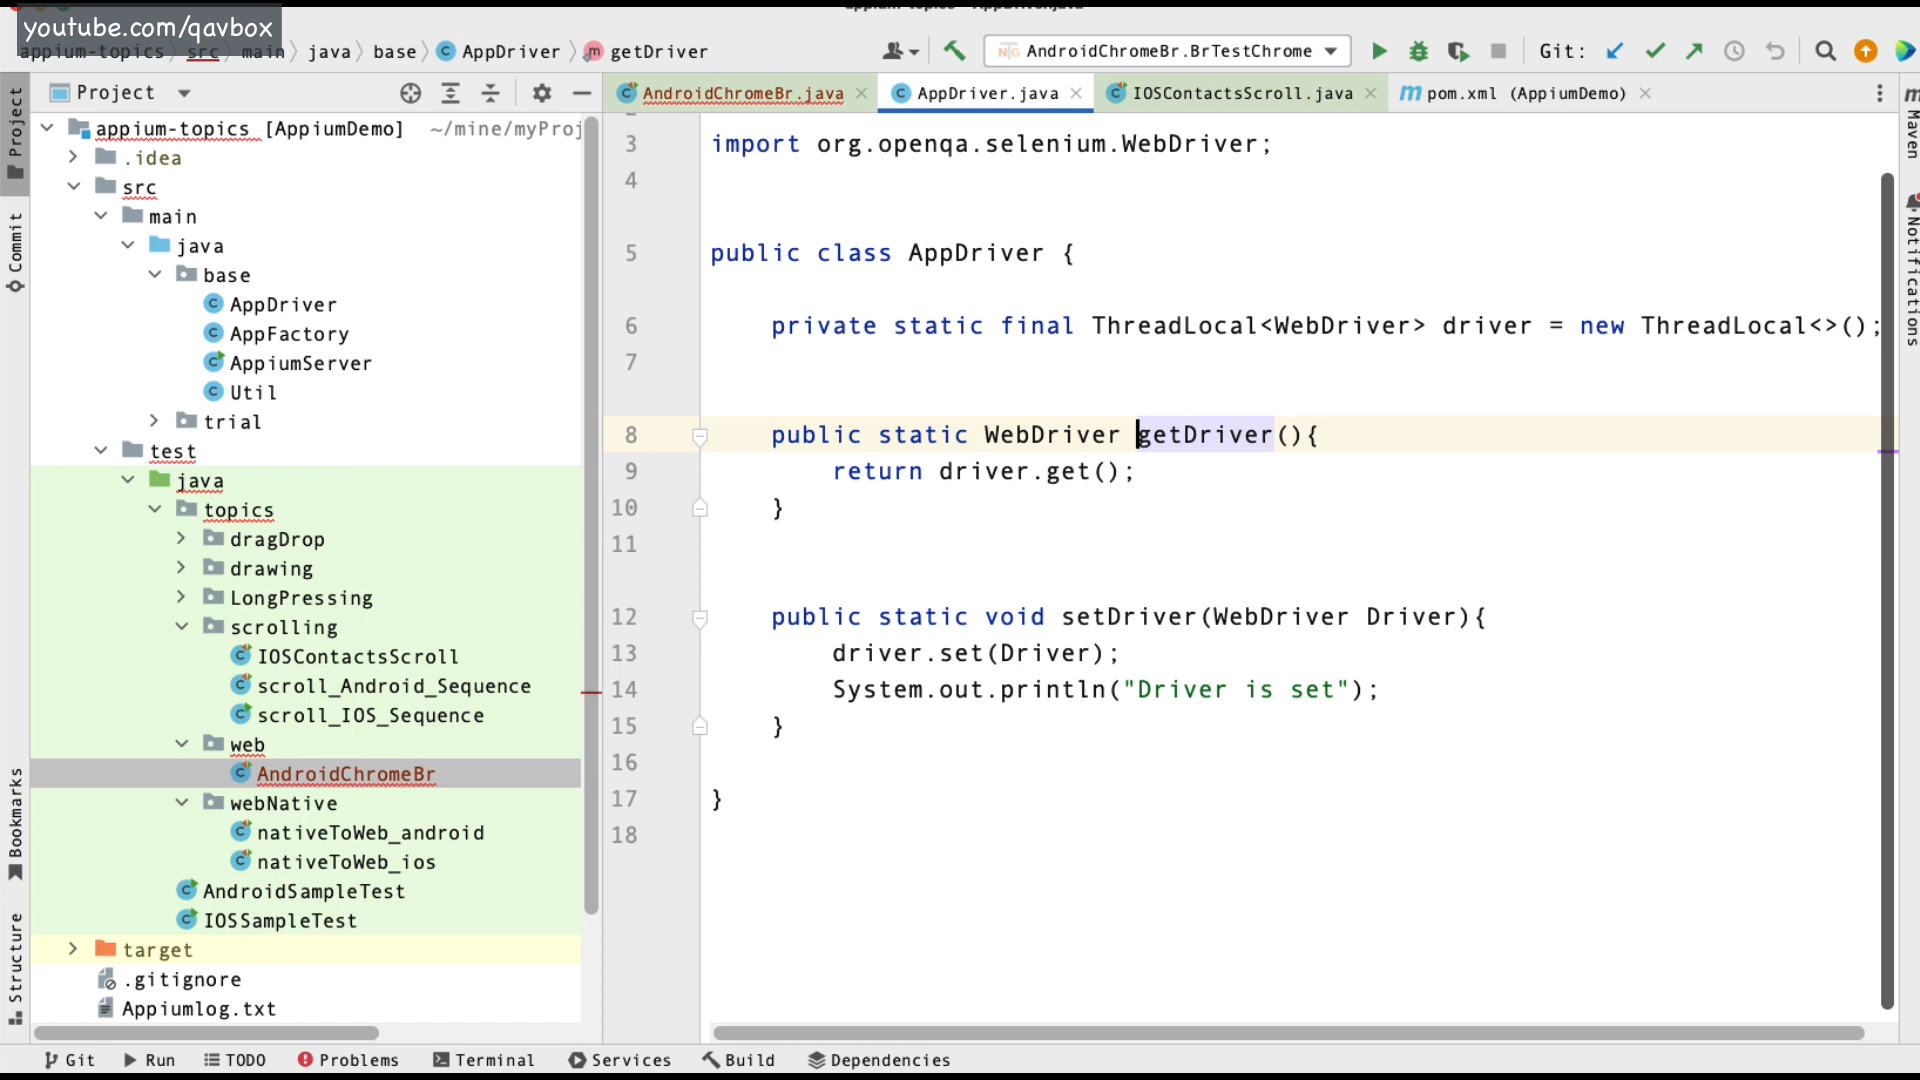 youtube.com/qavbox
appium-topics – AppDriver.java
appium-topics src main java base AppDriver getDriver
AndroidChromeBr.BrTestChrome
Git:
Project
AndroidChromeBr.java
AppDriver.java
IOSContactsScroll.java
pom.xml (AppiumDemo)
Project
Commit
Bookmarks
Structure
appium-topics [AppiumDemo] ~/mine/myProj
.idea
src
main
java
base
AppDriver
AppFactory
AppiumServer
Util
trial
test
java
topics
dragDrop
drawing
LongPressing
scrolling
IOSContactsScroll
scroll_Android_Sequence
scroll_IOS_Sequence
web
AndroidChromeBr
webNative
nativeToWeb_android
nativeToWeb_ios
AndroidSampleTest
IOSSampleTest
target
.gitignore
Appiumlog.txt
3 import org.openqa.selenium.WebDriver;
4
5 public class AppDriver {
6 private static final ThreadLocal<WebDriver> driver = new ThreadLocal<>();
7
8 public static WebDriver getDriver(){
9 return driver.get();
10 }
11
12 public static void setDriver(WebDriver Driver){
13 driver.set(Driver);
14 System.out.println("Driver is set");
15 }
16
17 }
18
Maven
Notifications
Git Run TODO Problems Terminal Services Build Dependencies